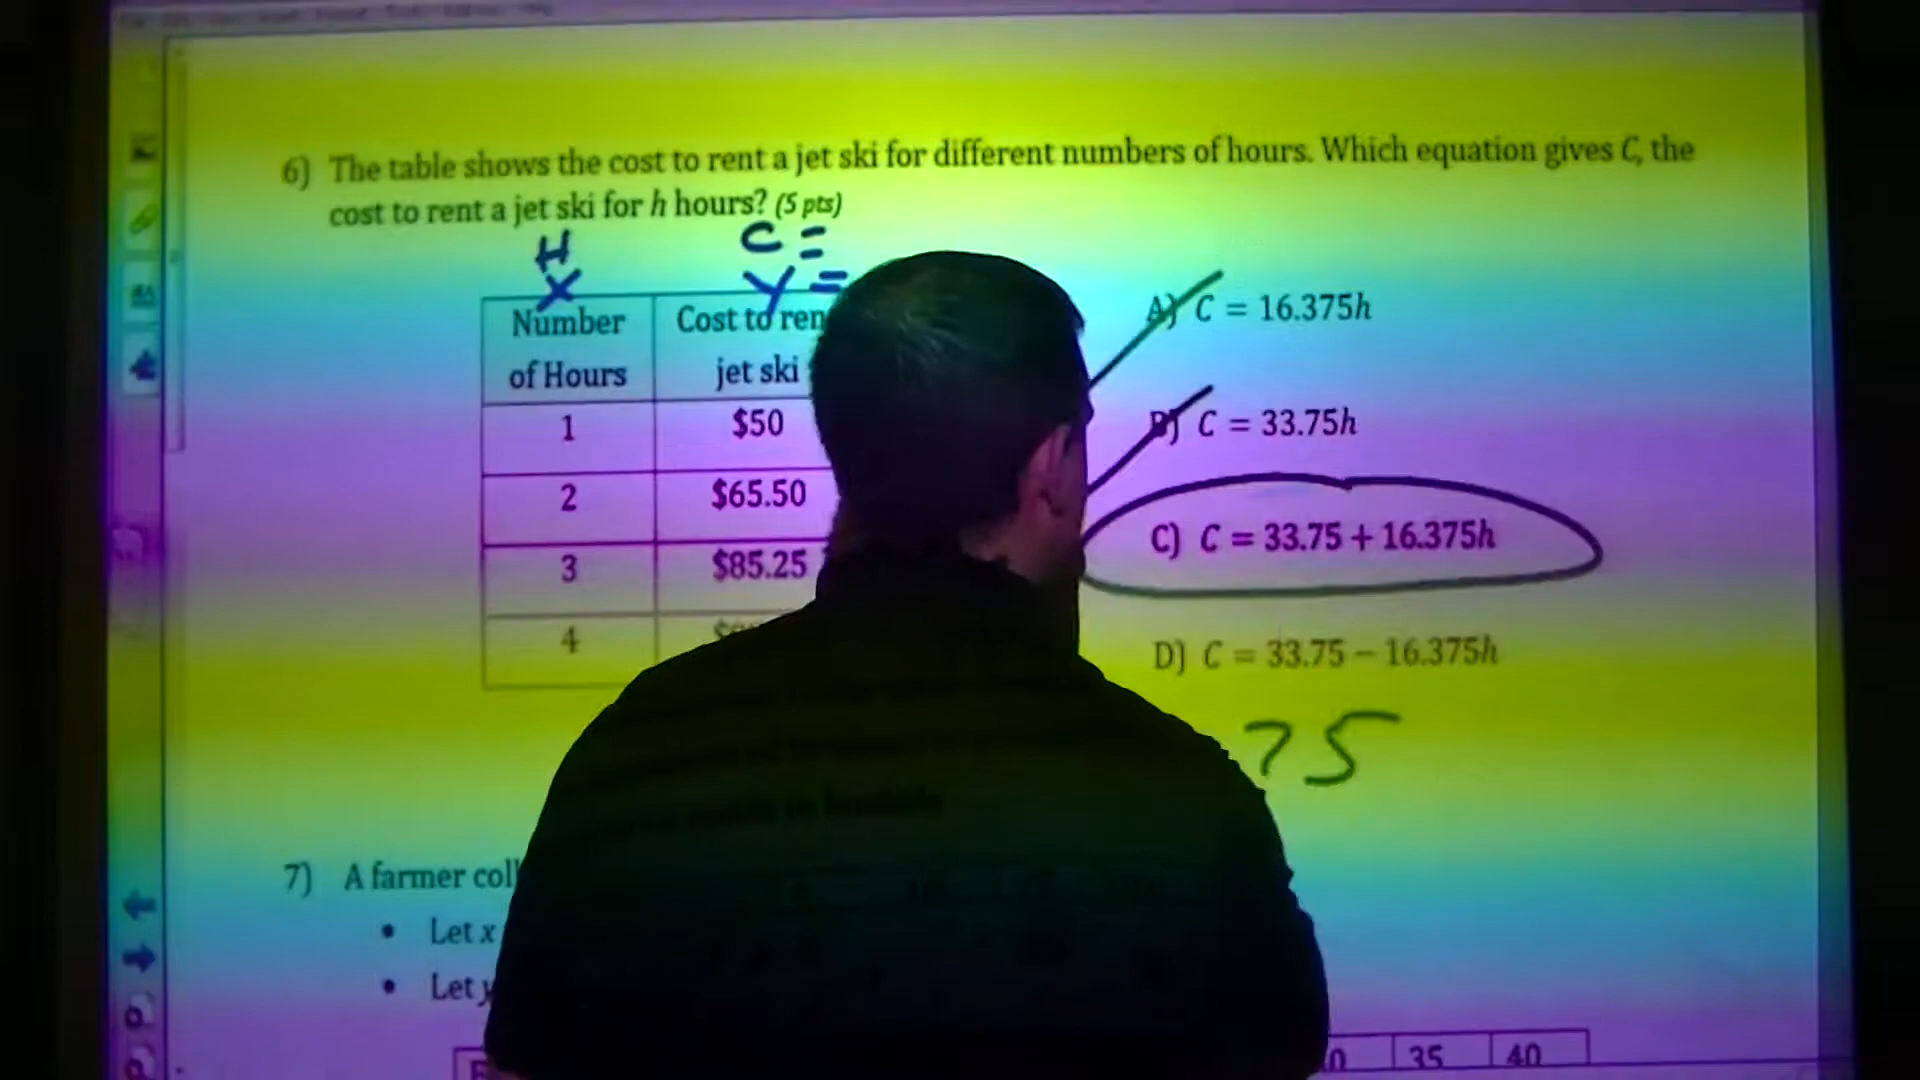 6) The table shows the cost to rent a jet ski for different numbers of hours. Which equation gives C, the
cost to rent a jet ski for h hours? (5 pts)
H C =
X Y =
Number Cost to ren
of Hours jet ski
1 $50
2 $65.50
3 $85.25
4
A) C = 16.375h
B) C = 33.75h
C) C = 33.75 + 16.375h
D) C = 33.75 − 16.375h
75
7) A farmer coll
• Let x
• Let y
35 40